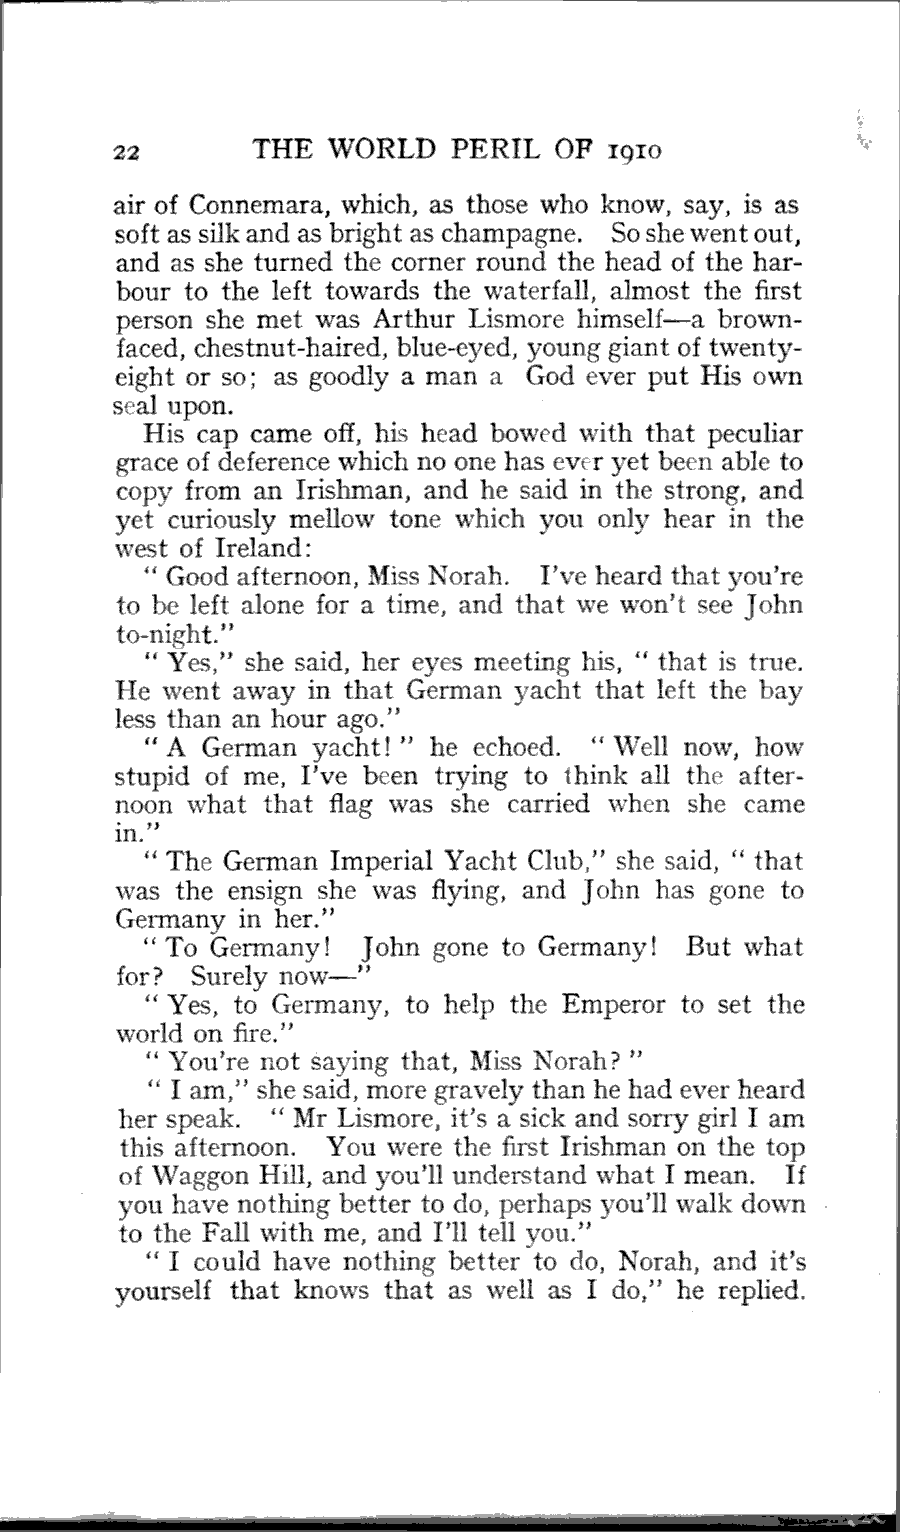 22 THE WORLD PERIL OF 1910
air of Connemara, which, as those who know, say, is as
soft as silk and as bright as champagne. So she went out,
and as she turned the corner round the head of the har-
bour to the left towards the waterfall, almost the first
person she met was Arthur Lismore himself—a brown-
faced, chestnut-haired, blue-eyed, young giant of twenty-
eight or so; as goodly a man a God ever put His own
seal upon.
His cap came off, his head bowed with that peculiar
grace of deference which no one has ever yet been able to
copy from an Irishman, and he said in the strong, and
yet curiously mellow tone which you only hear in the
west of Ireland:
" Good afternoon, Miss Norah. I've heard that you're
to be left alone for a time, and that we won't see John
to-night."
" Yes," she said, her eyes meeting his, " that is true.
He went away in that German yacht that left the bay
less than an hour ago."
" A German yacht! " he echoed. " Well now, how
stupid of me, I've been trying to think all the after-
noon what that flag was she carried when she came
in."
" The German Imperial Yacht Club," she said, " that
was the ensign she was flying, and John has gone to
Germany in her."
" To Germany! John gone to Germany! But what
for? Surely now—"
" Yes, to Germany, to help the Emperor to set the
world on fire."
" You're not saying that, Miss Norah? "
" I am," she said, more gravely than he had ever heard
her speak. " Mr Lismore, it's a sick and sorry girl I am
this afternoon. You were the first Irishman on the top
of Waggon Hill, and you'll understand what I mean. If
you have nothing better to do, perhaps you'll walk down
to the Fall with me, and I'll tell you."
" I could have nothing better to do, Norah, and it's
yourself that knows that as well as I do," he replied.